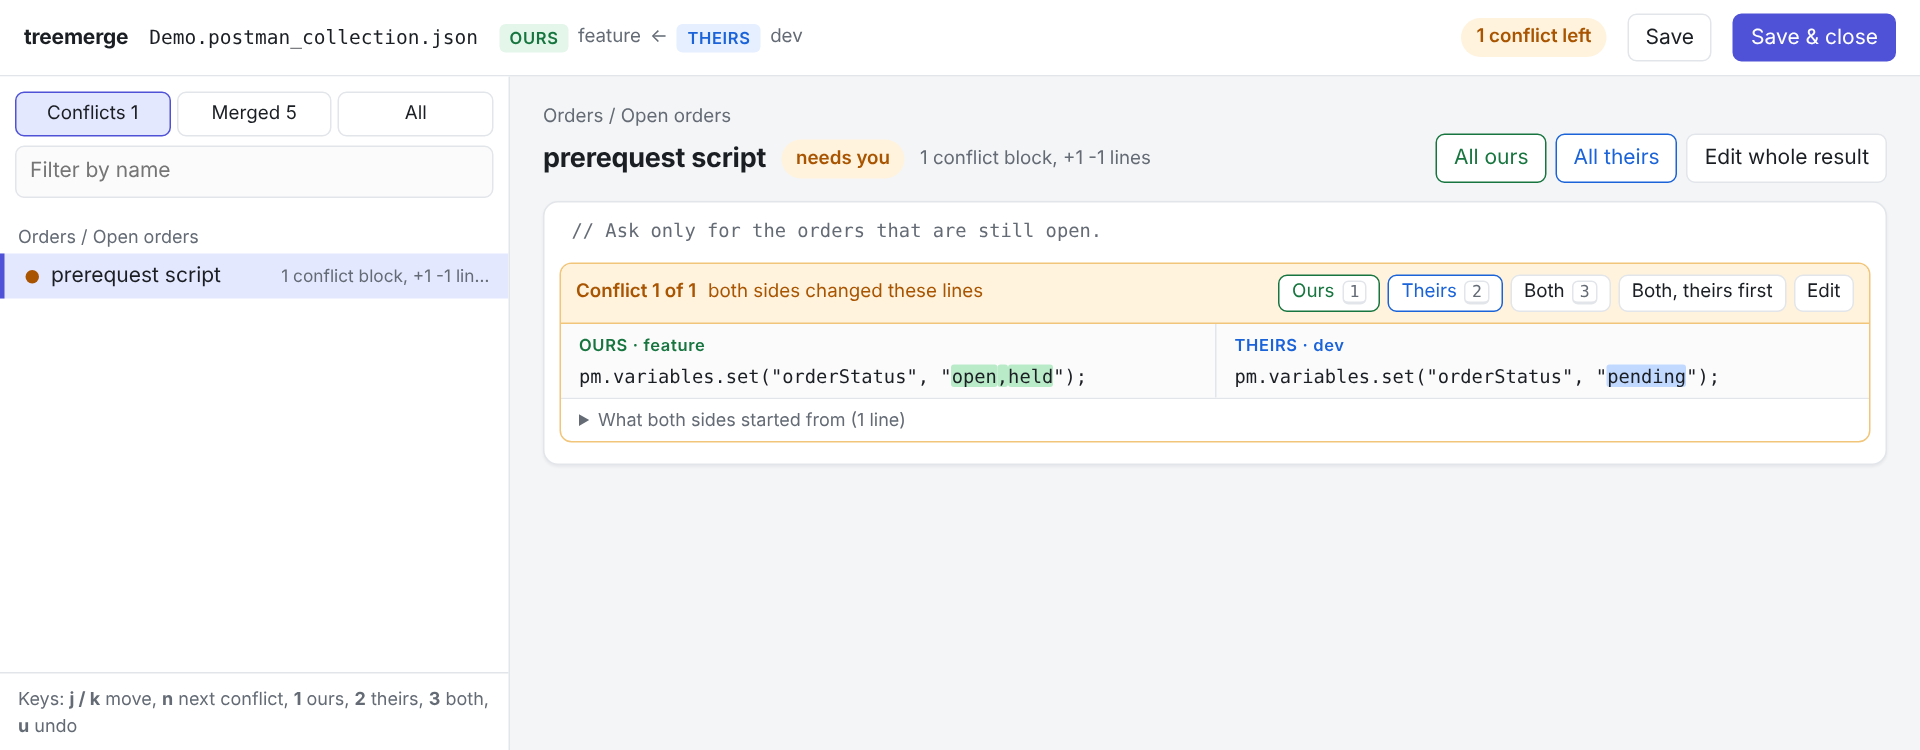 treemerge Demo.postman_collection.json OURS feature ← THEIRS dev 1 conflict left Save Save & close
Conflicts 1 Merged 5 All
Filter by name
Orders / Open orders
prerequest script 1 conflict block, +1 -1 lin...
Keys: j / k move, n next conflict, 1 ours, 2 theirs, 3 both,
u undo
Orders / Open orders
prerequest script needs you 1 conflict block, +1 -1 lines All ours All theirs Edit whole result
// Ask only for the orders that are still open.
Conflict 1 of 1 both sides changed these lines Ours 1 Theirs 2 Both 3 Both, theirs first Edit
OURS · feature
pm.variables.set("orderStatus", "open,held");
THEIRS · dev
pm.variables.set("orderStatus", "pending");
▶ What both sides started from (1 line)